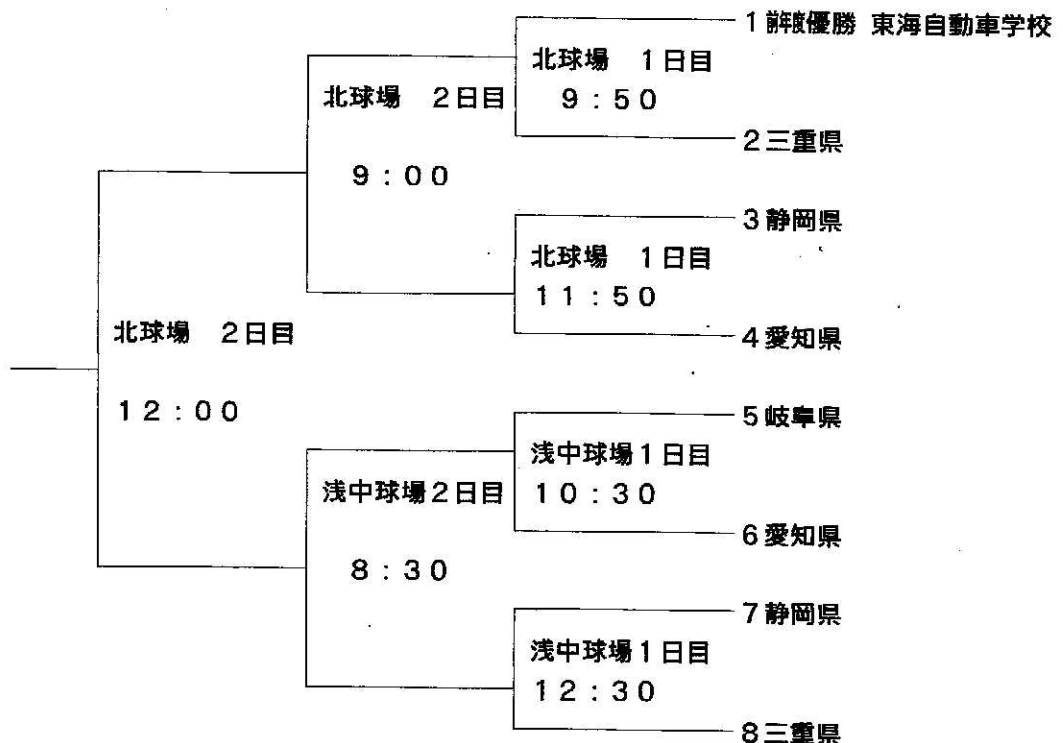 1前年度優勝 東海自動車学校
北球場 1日目
9:50
北球場 2日目
2三重県
9:00
3静岡県
北球場 1日目
11:50
北球場 2日目
4愛知県
12:00
5岐阜県
浅中球場1日目
浅中球場2日目
10:30
6愛知県
8:30
7静岡県
浅中球場1日目
12:30
8三重県